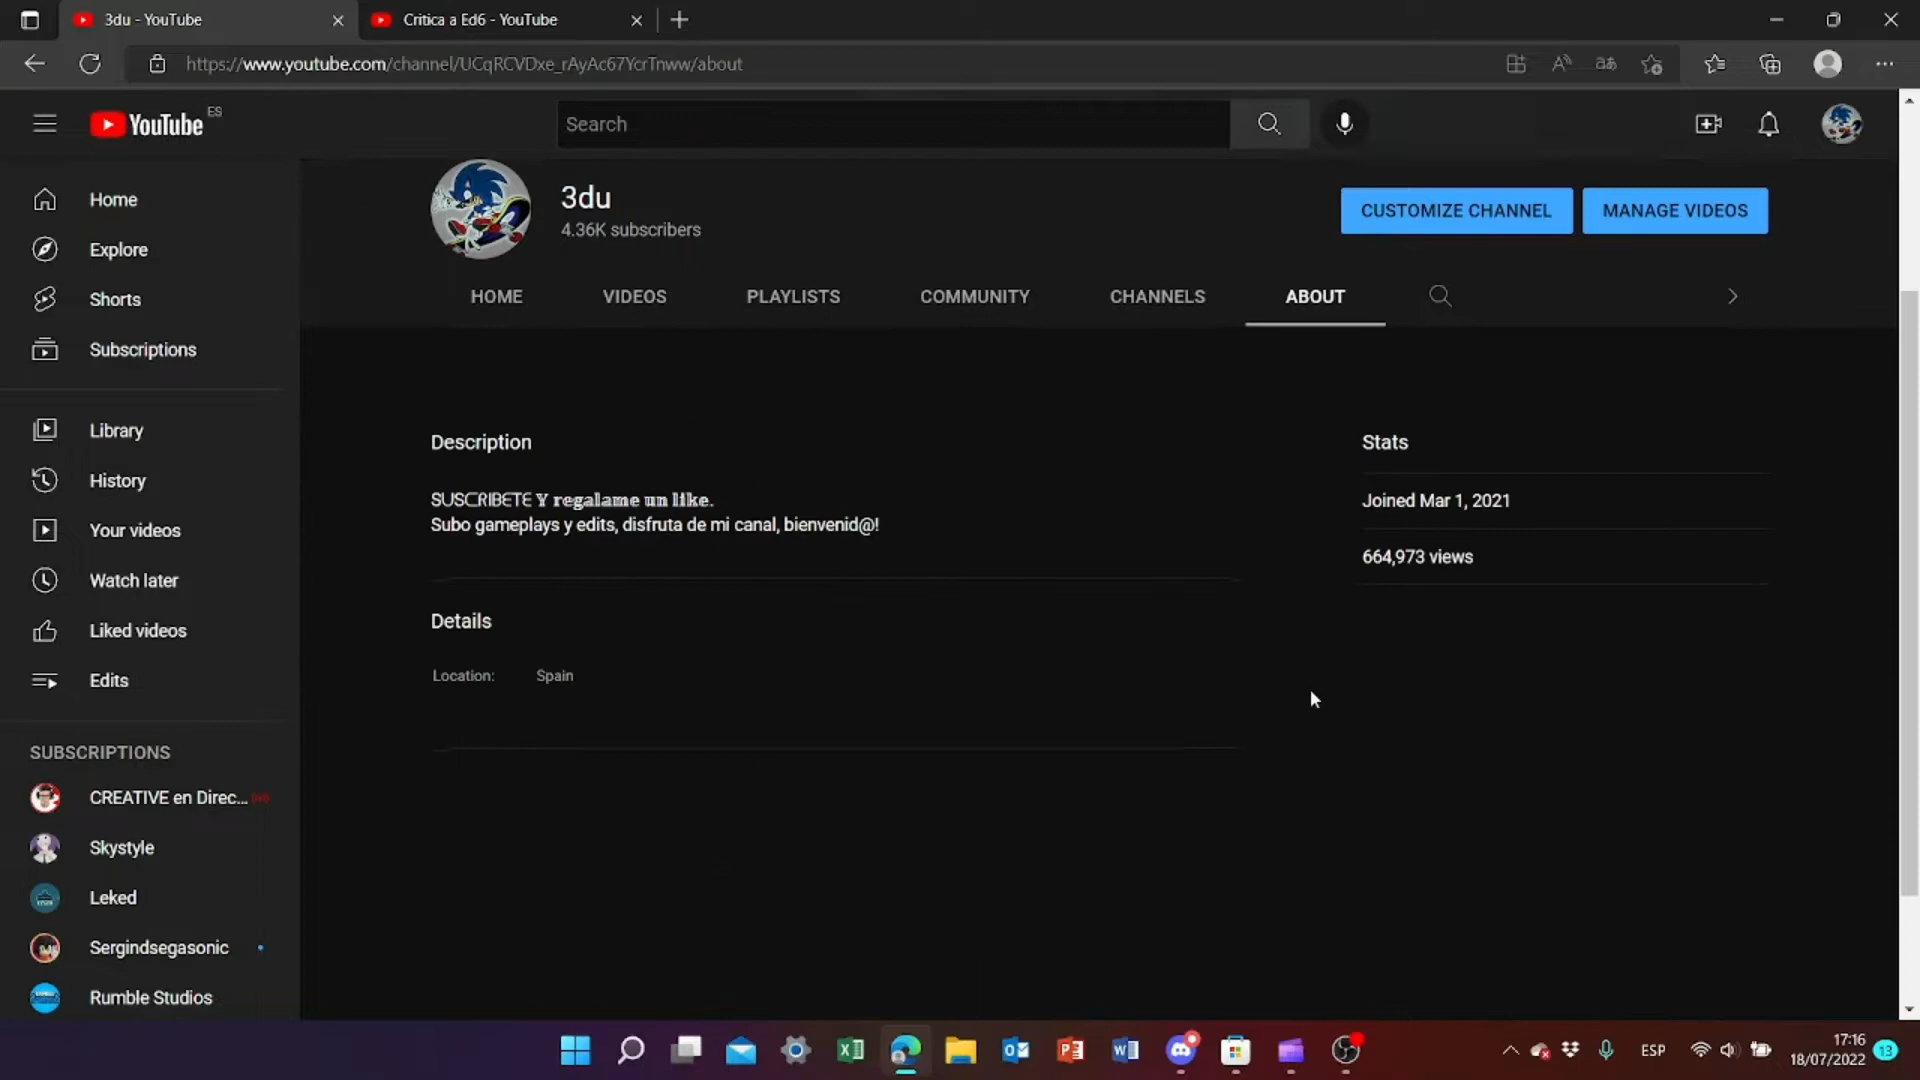 3du - YouTube
Critica a Ed6 - YouTube
https://www.youtube.com/channel/UCqRCVDxe_rAyAc67YcrTnww/about
YouTube ES
Search
3du
4.36K subscribers
CUSTOMIZE CHANNEL
MANAGE VIDEOS
HOME
VIDEOS
PLAYLISTS
COMMUNITY
CHANNELS
ABOUT
Home
Explore
Shorts
Subscriptions
Library
History
Your videos
Watch later
Liked videos
Edits
SUBSCRIPTIONS
CREATIVE en Direc...
Skystyle
Leked
Sergindsegasonic
Rumble Studios
Description
SUSCRIBETE Y regalame un like.
Subo gameplays y edits, disfruta de mi canal, bienvenid@!
Details
Location: Spain
Stats
Joined Mar 1, 2021
664,973 views
ESP
17:16
18/07/2022
13